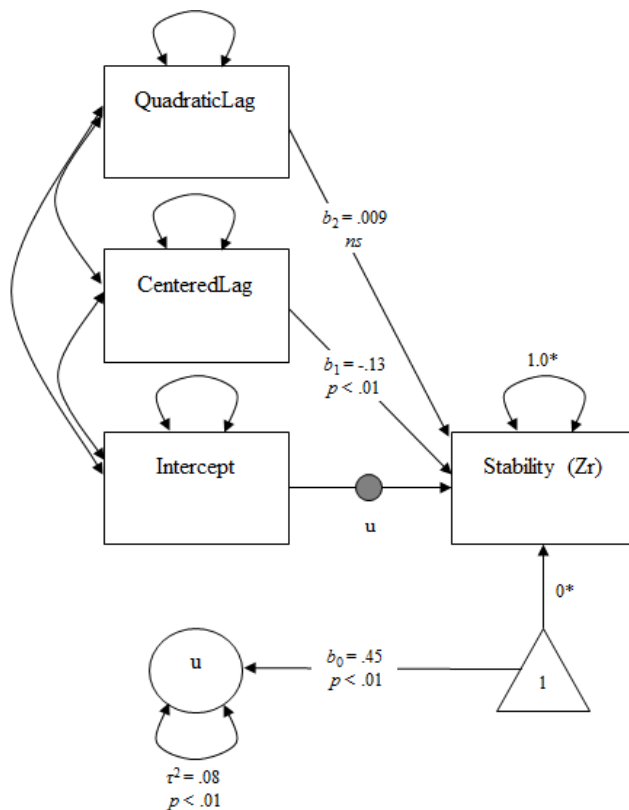 QuadraticLag
b₂ = .009
ns
CenteredLag
b₁ = -.13
p < .01
1.0*
Intercept
Stability (Zr)
u
0*
u
b₀ = .45
p < .01
1
τ² = .08
p < .01